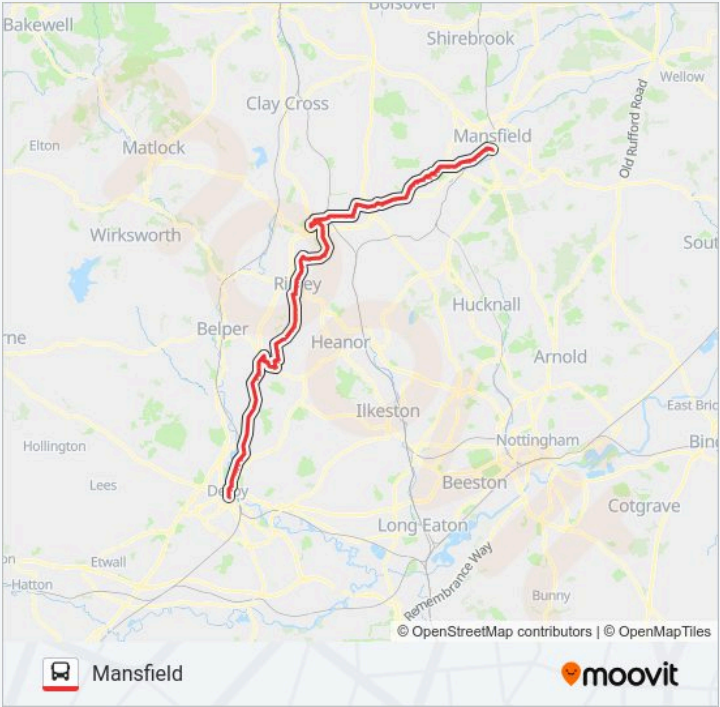 Bolsover
Bakewell
Shirebrook
Wellow
Clay Cross
Old Rufford Road
Mansfield
Elton
Matlock
Wirksworth
Sout
Ripley
Hucknall
Belper
ne
Heanor
Arnold
Ilkeston
East Bric
Hollington
Nottingham
Bin
Lees
Derby
Beeston
Cotgrave
Long Eaton
on
Etwall
Hatton
Remembrance Way
Bunny
© OpenStreetMap contributors | © OpenMapTiles
Mansfield
moovit